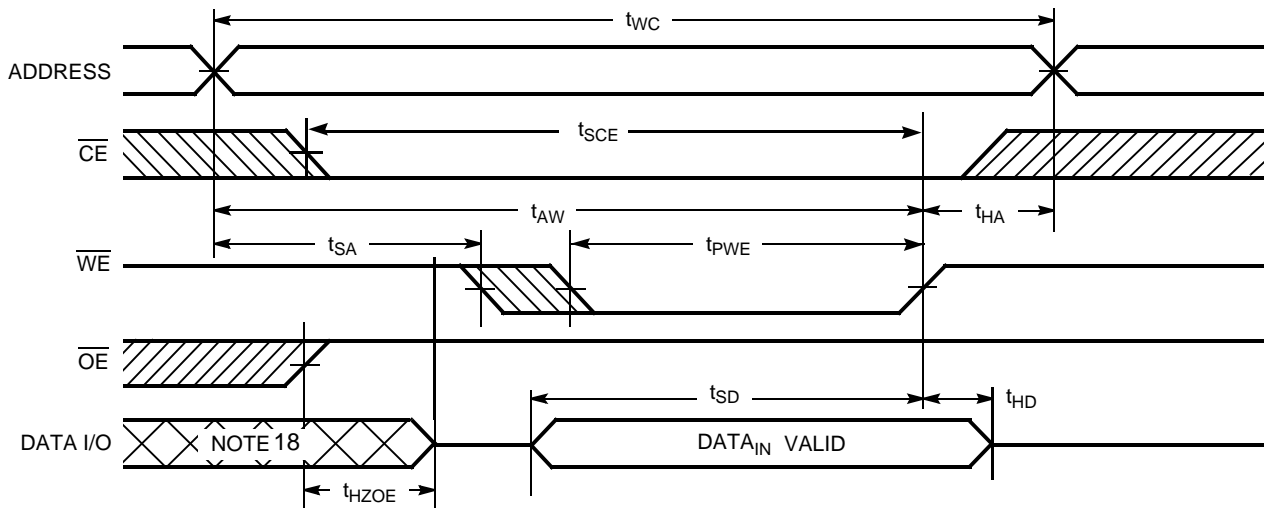 tWC
ADDRESS
tSCE
CE
tAW
tHA
tSA
tPWE
WE
OE
tSD
tHD
DATA I/O
NOTE 18
DATAIN VALID
tHZOE